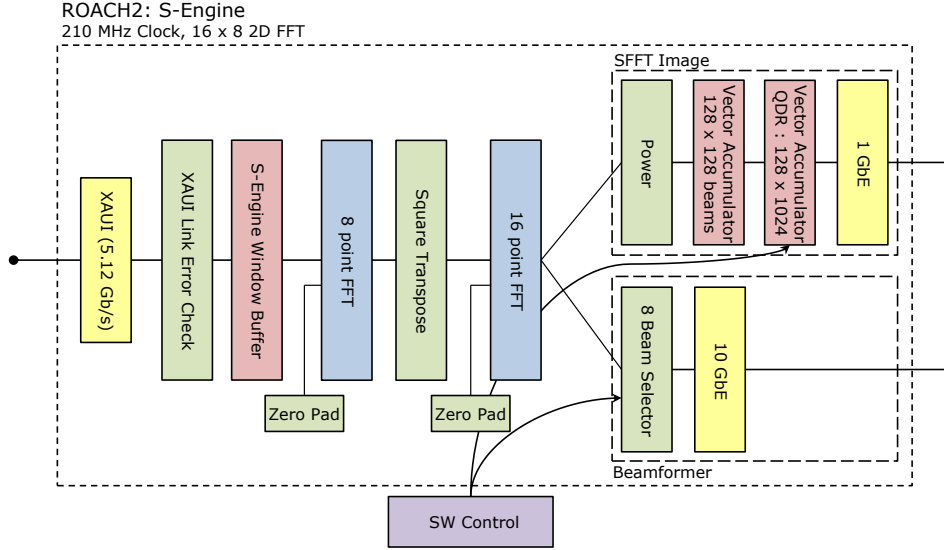 ROACH2: S-Engine
210 MHz Clock, 16 x 8 2D FFT
XAUI (5.12 Gb/s)
XAUI Link Error Check
S-Engine Window Buffer
8 point FFT
Zero Pad
Square Transpose
16 point FFT
Zero Pad
SFFT Image
Power
Vector Accumulator
128 x 128 beams
Vector Accumulator
QDR : 128 x 1024
1 GbE
8 Beam Selector
10 GbE
Beamformer
SW Control